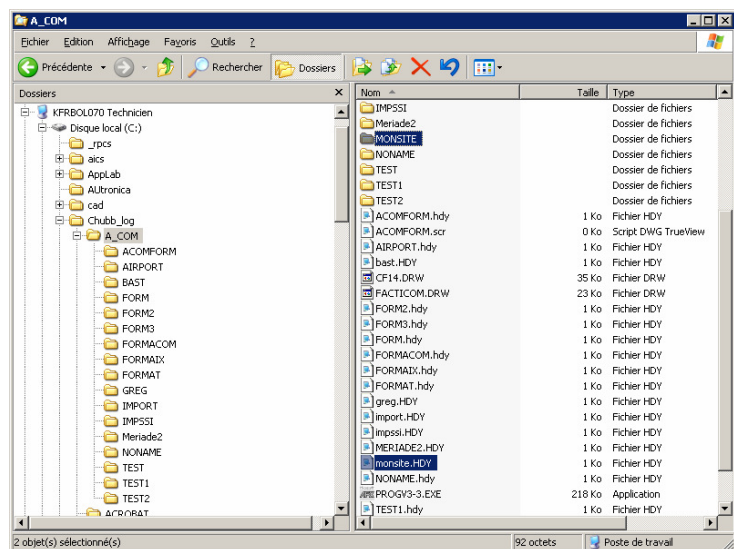 A_COM
Fichier Edition Affichage Favoris Outils ?
Précédente Rechercher Dossiers
Dossiers
KFRBOL070 Technicien
Disque local (C:)
_rpcs
aics
AppLab
AUtronica
cad
Chubb_log
A_COM
ACOMFORM
AIRPORT
BAST
FORM
FORM2
FORM3
FORMACOM
FORMAIX
FORMAT
GREG
IMPORT
IMPSSI
Meriade2
NONAME
TEST
TEST1
TEST2
ACROBAT
Nom Taille Type
IMPSSI Dossier de fichiers
Meriade2 Dossier de fichiers
MONSITE Dossier de fichiers
NONAME Dossier de fichiers
TEST Dossier de fichiers
TEST1 Dossier de fichiers
TEST2 Dossier de fichiers
ACOMFORM.hdy 1 Ko Fichier HDY
ACOMFORM.scr 0 Ko Script DWG TrueView
AIRPORT.hdy 1 Ko Fichier HDY
bast.HDY 1 Ko Fichier HDY
CF14.DRW 35 Ko Fichier DRW
FACTICOM.DRW 23 Ko Fichier DRW
FORM2.hdy 1 Ko Fichier HDY
FORM3.hdy 1 Ko Fichier HDY
FORM.hdy 1 Ko Fichier HDY
FORMACOM.hdy 1 Ko Fichier HDY
FORMAIX.hdy 1 Ko Fichier HDY
FORMAT.hdy 1 Ko Fichier HDY
greg.HDY 1 Ko Fichier HDY
import.HDY 1 Ko Fichier HDY
impssi.HDY 1 Ko Fichier HDY
MERIADE2.HDY 1 Ko Fichier HDY
monsite.HDY 1 Ko Fichier HDY
NONAME.hdy 1 Ko Fichier HDY
PROGV3-3.EXE 218 Ko Application
TEST1.hdy 1 Ko Fichier HDY
2 objet(s) sélectionné(s) 92 octets Poste de travail